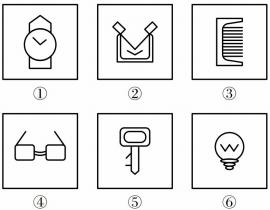 ① ② ③
④ ⑤ ⑥